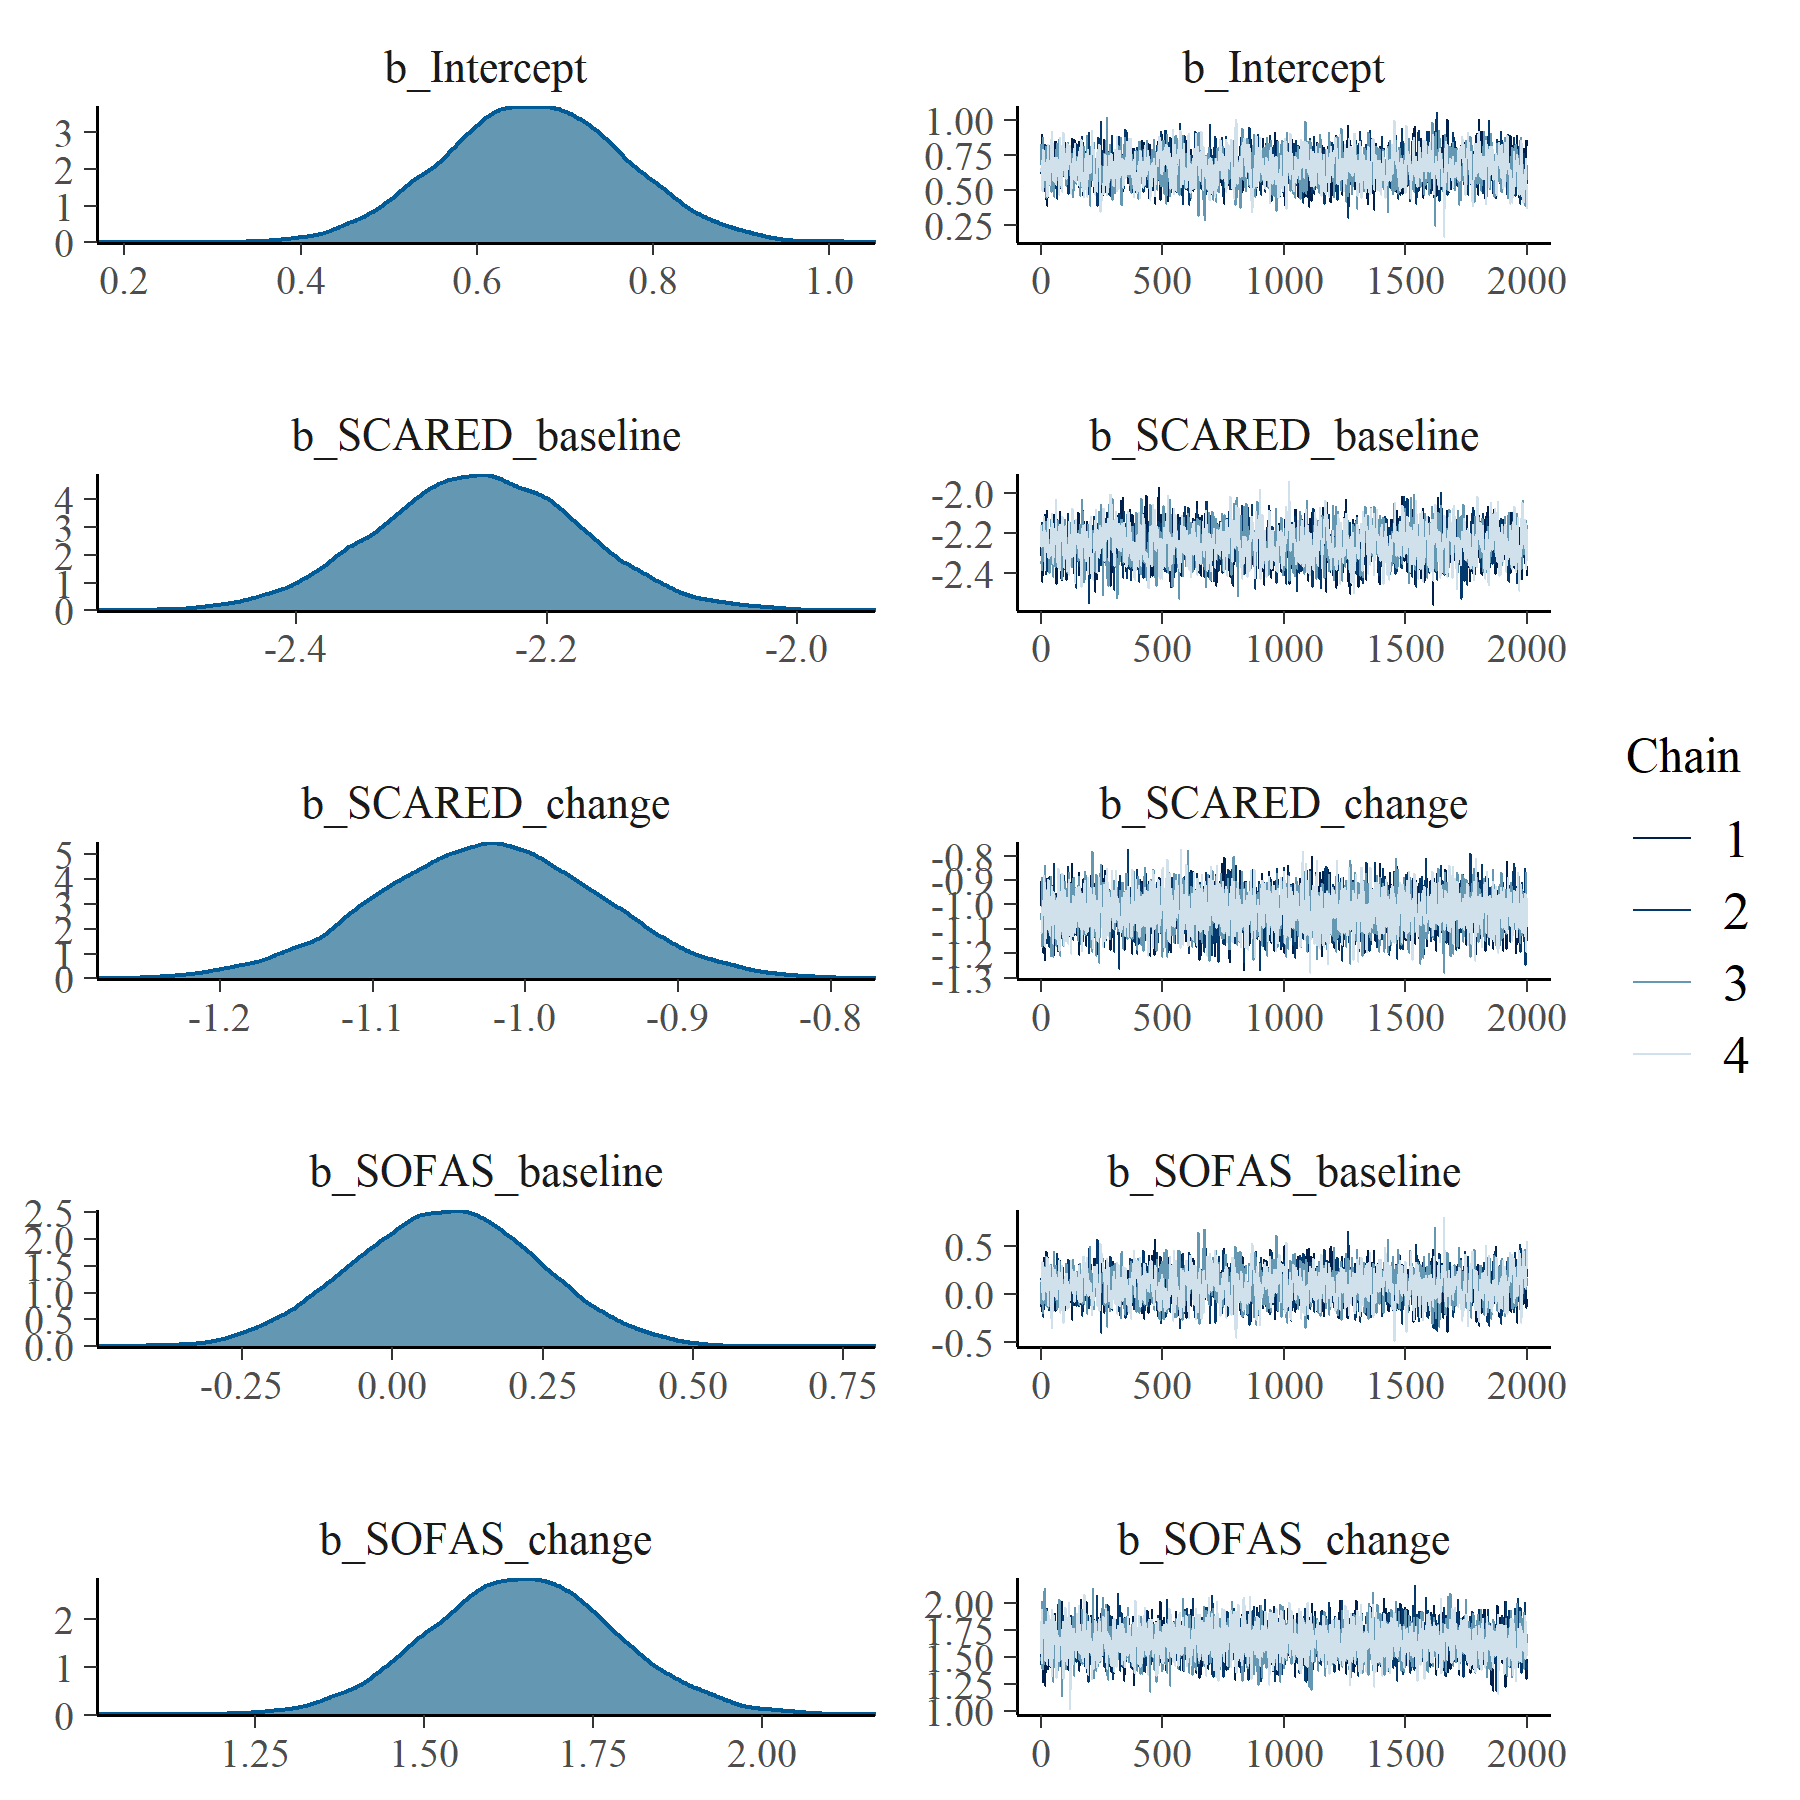 b_Intercept
3
2
1
0
0.2 0.4 0.6 0.8 1.0
b_Intercept
1.00
0.75
0.50
0.25
0 500 1000 1500 2000
b_SCARED_baseline
4
3
2
1
0
-2.4 -2.2 -2.0
b_SCARED_baseline
-2.0
-2.2
-2.4
0 500 1000 1500 2000
b_SCARED_change
5
4
3
2
1
0
-1.2 -1.1 -1.0 -0.9 -0.8
b_SCARED_change
-0.8
-0.9
-1.0
-1.1
-1.2
-1.3
0 500 1000 1500 2000
Chain
1
2
3
4
b_SOFAS_baseline
2.5
2.0
1.5
1.0
0.5
0.0
-0.25 0.00 0.25 0.50 0.75
b_SOFAS_baseline
0.5
0.0
-0.5
0 500 1000 1500 2000
b_SOFAS_change
2
1
0
1.25 1.50 1.75 2.00
b_SOFAS_change
2.00
1.75
1.50
1.25
1.00
0 500 1000 1500 2000